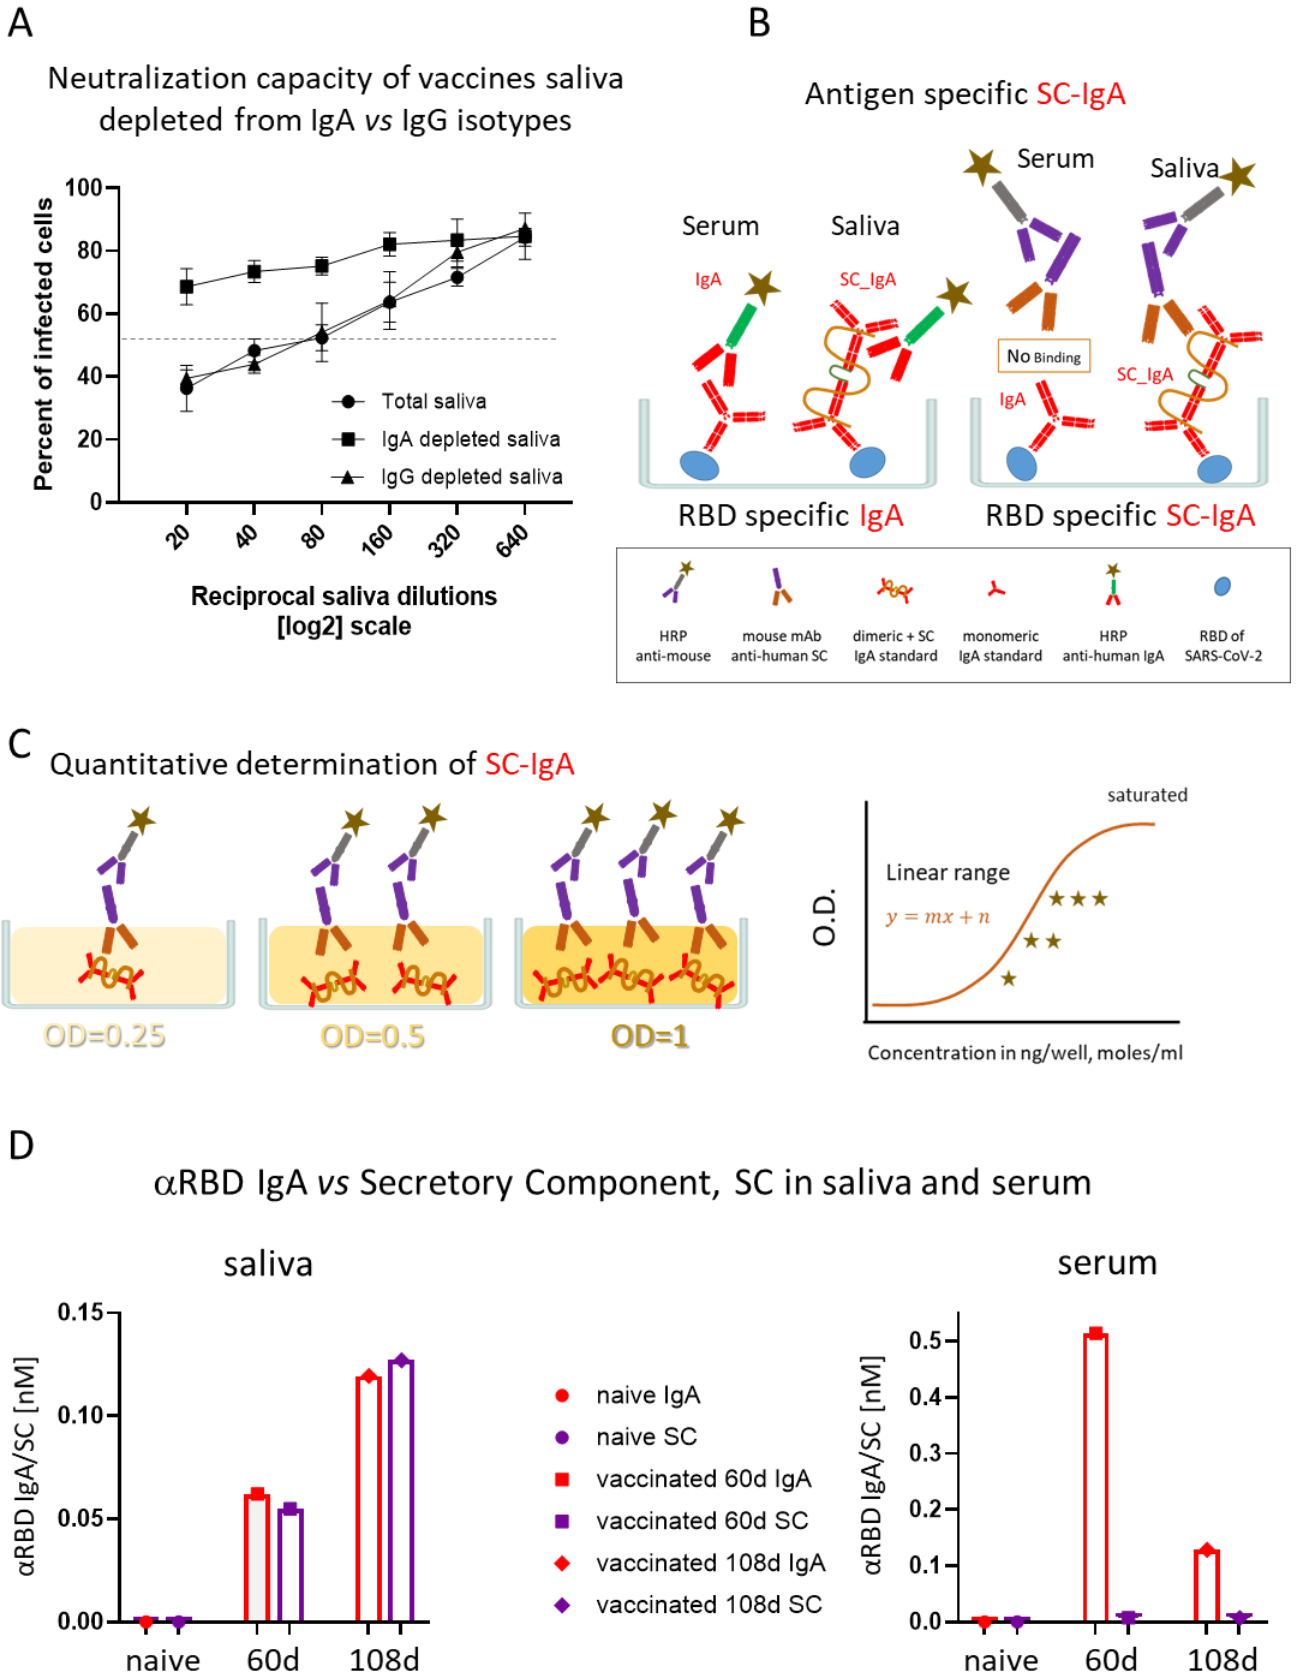 A
Neutralization capacity of vaccines saliva
depleted from IgA vs IgG isotypes
Percent of infected cells
100
80
60
40
20
0
Total saliva
IgA depleted saliva
IgG depleted saliva
20
40
80
160
320
640
Reciprocal saliva dilutions
[log2] scale
B
Antigen specific SC-IgA
Serum
Saliva
Serum
Saliva
IgA
SC_IgA
No Binding
SC_IgA
IgA
RBD specific IgA
RBD specific SC-IgA
HRP
anti-mouse
mouse mAb
anti-human SC
dimeric + SC
IgA standard
monomeric
IgA standard
HRP
anti-human IgA
RBD of
SARS-CoV-2
C
Quantitative determination of SC-IgA
OD=0.25
OD=0.5
OD=1
saturated
Linear range
y = mx + n
O.D.
Concentration in ng/well, moles/ml
D
αRBD IgA vs Secretory Component, SC in saliva and serum
saliva
αRBD IgA/SC [nM]
0.15
0.10
0.05
0.00
naive
60d
108d
naive IgA
naive SC
vaccinated 60d IgA
vaccinated 60d SC
vaccinated 108d IgA
vaccinated 108d SC
serum
αRBD IgA/SC [nM]
0.5
0.4
0.3
0.2
0.1
0.0
naive
60d
108d